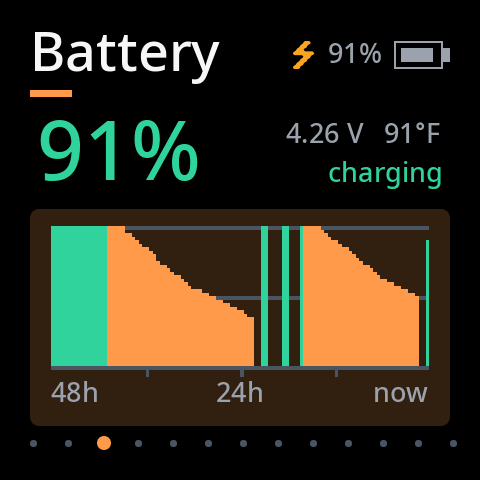 Battery ⚡ 91%
91%
4.26 V 91°F
charging
48h 24h now